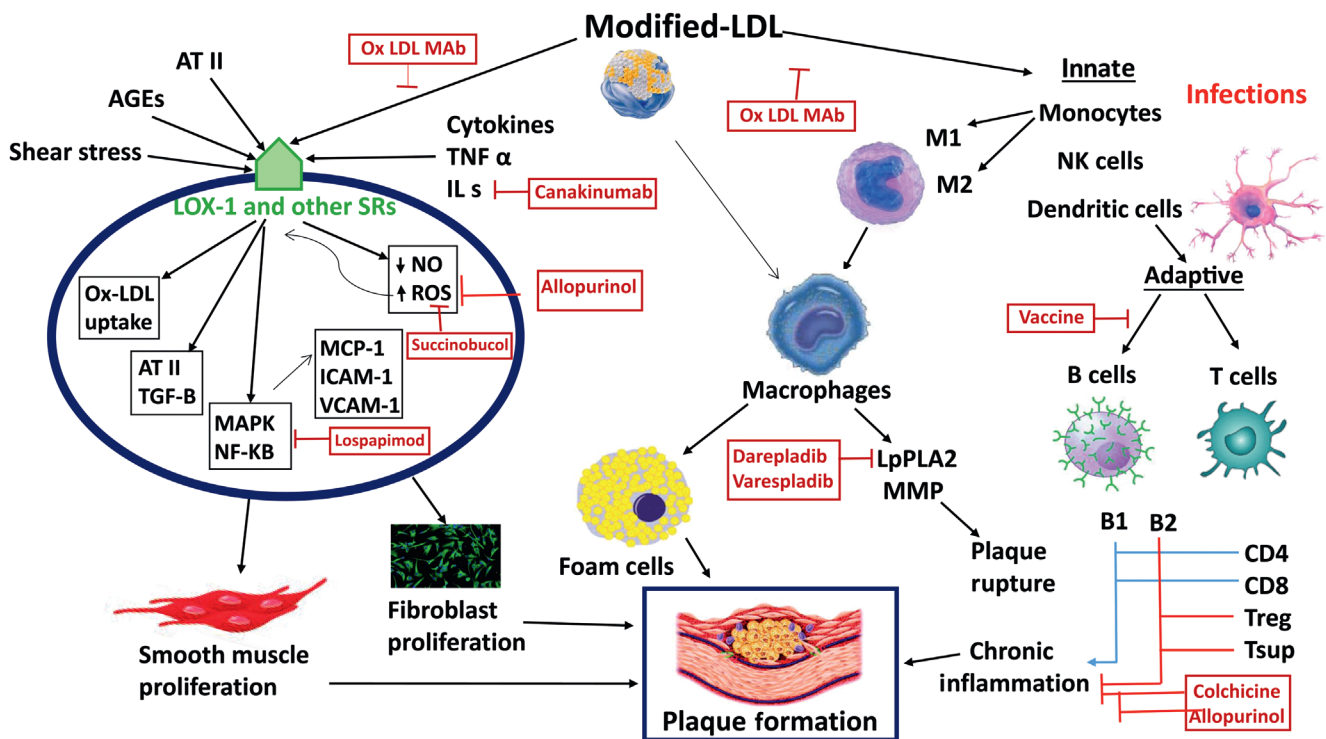 Modified-LDL
Ox LDL MAb
AT II
AGEs
Shear stress
Cytokines
TNF α
IL s
Canakinumab
LOX-1 and other SRs
Ox-LDL
uptake
AT II
TGF-B
MAPK
NF-KB
MCP-1
ICAM-1
VCAM-1
NO
ROS
Allopurinol
Succinobucol
Lospapimod
Ox LDL MAb
Innate
Infections
Monocytes
M1
M2
NK cells
Dendritic cells
Adaptive
Vaccine
B cells
T cells
Macrophages
Darepladib
Varespladib
LpPLA2
MMP
Foam cells
Plaque
rupture
B1
B2
CD4
CD8
Treg
Tsup
Chronic
inflammation
Colchicine
Allopurinol
Smooth muscle
proliferation
Fibroblast
proliferation
Plaque formation